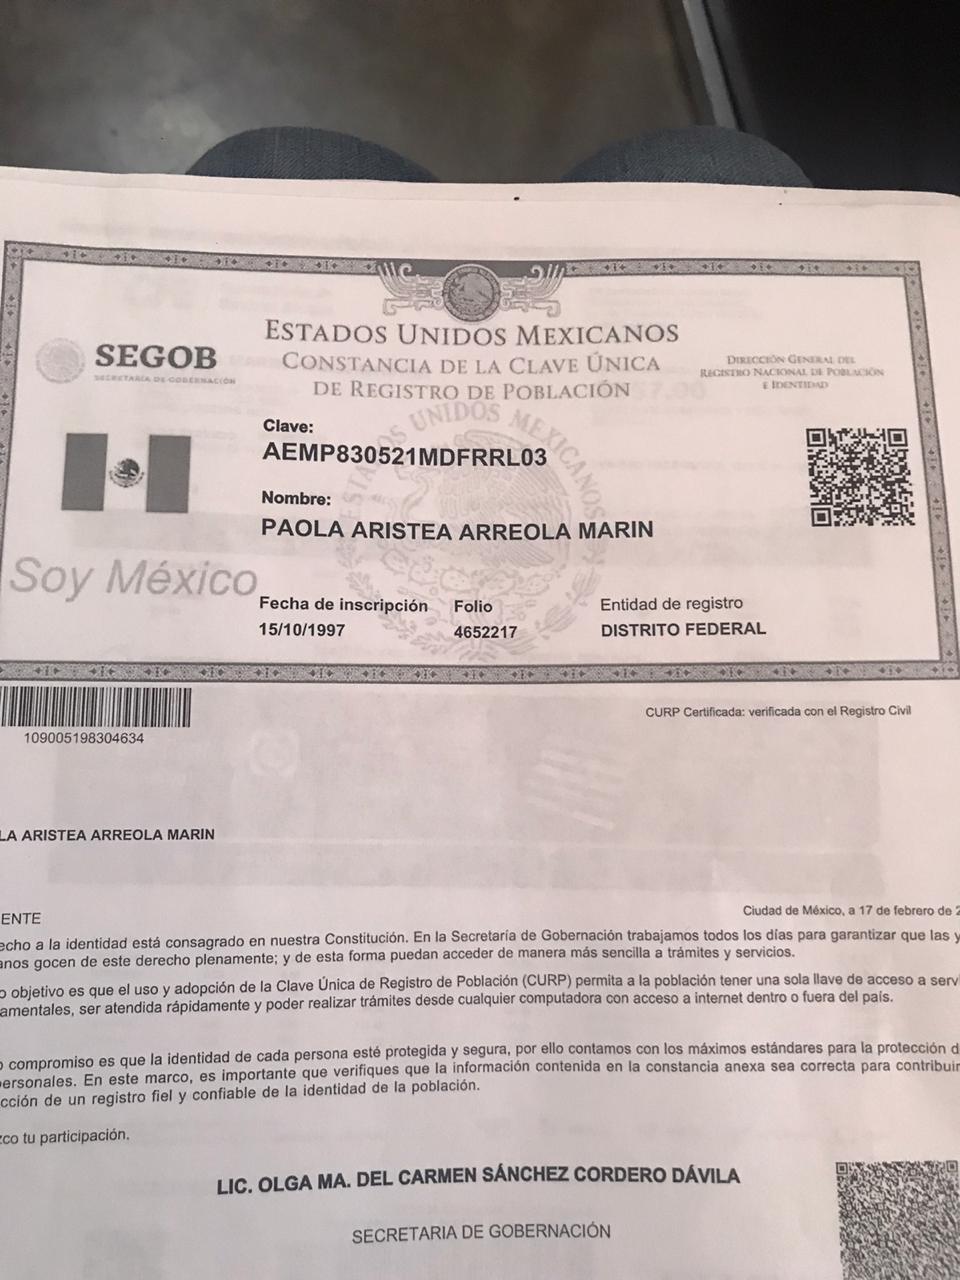 ESTADOS UNIDOS MEXICANOS
CONSTANCIA DE LA CLAVE ÚNICA
DE REGISTRO DE POBLACIÓN
SEGOB
SECRETARÍA DE GOBERNACIÓN
DIRECCIÓN GENERAL DEL
REGISTRO NACIONAL DE POBLACIÓN
E IDENTIDAD
ESTADOS UNIDOS MEXICANOS
Clave:
AEMP830521MDFRRL03
Nombre:
PAOLA ARISTEA ARREOLA MARIN
Soy México
Fecha de inscripción Folio Entidad de registro
15/10/1997 4652217 DISTRITO FEDERAL
109005198304634
CURP Certificada: verificada con el Registro Civil
LA ARISTEA ARREOLA MARIN
ENTE
Ciudad de México, a 17 de febrero de 2
echo a la identidad está consagrado en nuestra Constitución. En la Secretaría de Gobernación trabajamos todos los días para garantizar que las y
anos gocen de este derecho plenamente; y de esta forma puedan acceder de manera más sencilla a trámites y servicios.
o objetivo es que el uso y adopción de la Clave Única de Registro de Población (CURP) permita a la población tener una sola llave de acceso a serv
amentales, ser atendida rápidamente y poder realizar trámites desde cualquier computadora con acceso a internet dentro o fuera del país.
o compromiso es que la identidad de cada persona esté protegida y segura, por ello contamos con los máximos estándares para la protección d
personales. En este marco, es importante que verifiques que la información contenida en la constancia anexa sea correcta para contribuir
cción de un registro fiel y confiable de la identidad de la población.
zco tu participación.
LIC. OLGA MA. DEL CARMEN SÁNCHEZ CORDERO DÁVILA
SECRETARIA DE GOBERNACIÓN